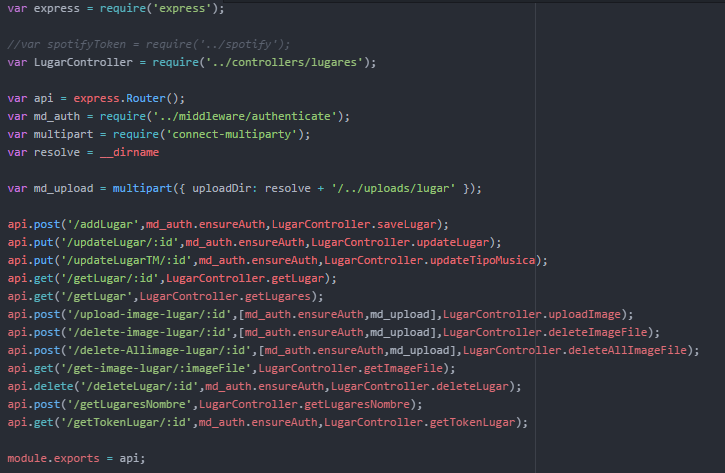 var express = require('express');
//var spotifyToken = require('../spotify');
var LugarController = require('../controllers/lugares');
var api = express.Router();
var md_auth = require('../middleware/authenticate');
var multipart = require('connect-multiparty');
var resolve = __dirname
var md_upload = multipart({ uploadDir: resolve + '/../uploads/lugar' });
api.post('/addLugar',md_auth.ensureAuth,LugarController.saveLugar);
api.put('/updateLugar/:id',md_auth.ensureAuth,LugarController.updateLugar);
api.put('/updateLugarTM/:id',md_auth.ensureAuth,LugarController.updateTipoMusica);
api.get('/getLugar/:id',LugarController.getLugar);
api.get('/getLugar',LugarController.getLugares);
api.post('/upload-image-lugar/:id',[md_auth.ensureAuth,md_upload],LugarController.uploadImage);
api.post('/delete-image-lugar/:id',[md_auth.ensureAuth,md_upload],LugarController.deleteImageFile);
api.post('/delete-Allimage-lugar/:id',[md_auth.ensureAuth,md_upload],LugarController.deleteAllImageFile);
api.get('/get-image-lugar/:imageFile',LugarController.getImageFile);
api.delete('/deleteLugar/:id',md_auth.ensureAuth,LugarController.deleteLugar);
api.post('/getLugaresNombre',LugarController.getLugaresNombre);
api.get('/getTokenLugar/:id',md_auth.ensureAuth,LugarController.getTokenLugar);
module.exports = api;